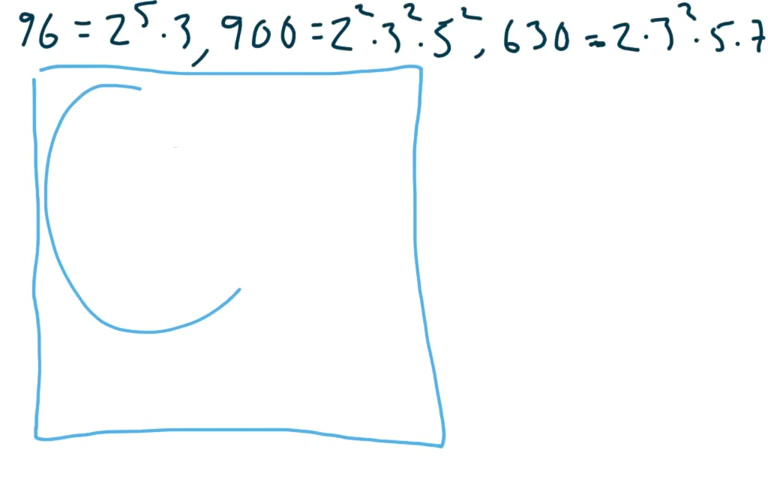 96 = 2⁵·3, 900 = 2²·3²·5², 630 = 2·3²·5·7